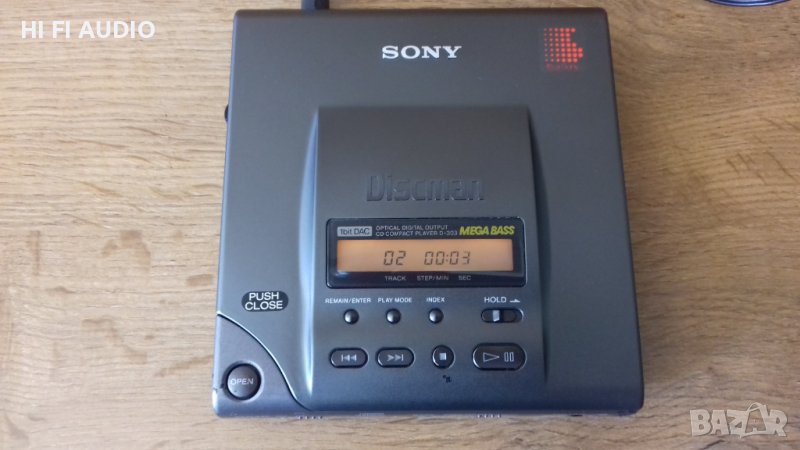 HI FI AUDIO
SONY
Discman
1bit DAC
OPTICAL DIGITAL OUTPUT
CD COMPACT PLAYER D-303
MEGA BASS
02 00:03
TRACK STEP/MIN SEC
REMAIN/ENTER PLAY MODE INDEX HOLD
PUSH
CLOSE
OPEN
BAZAR